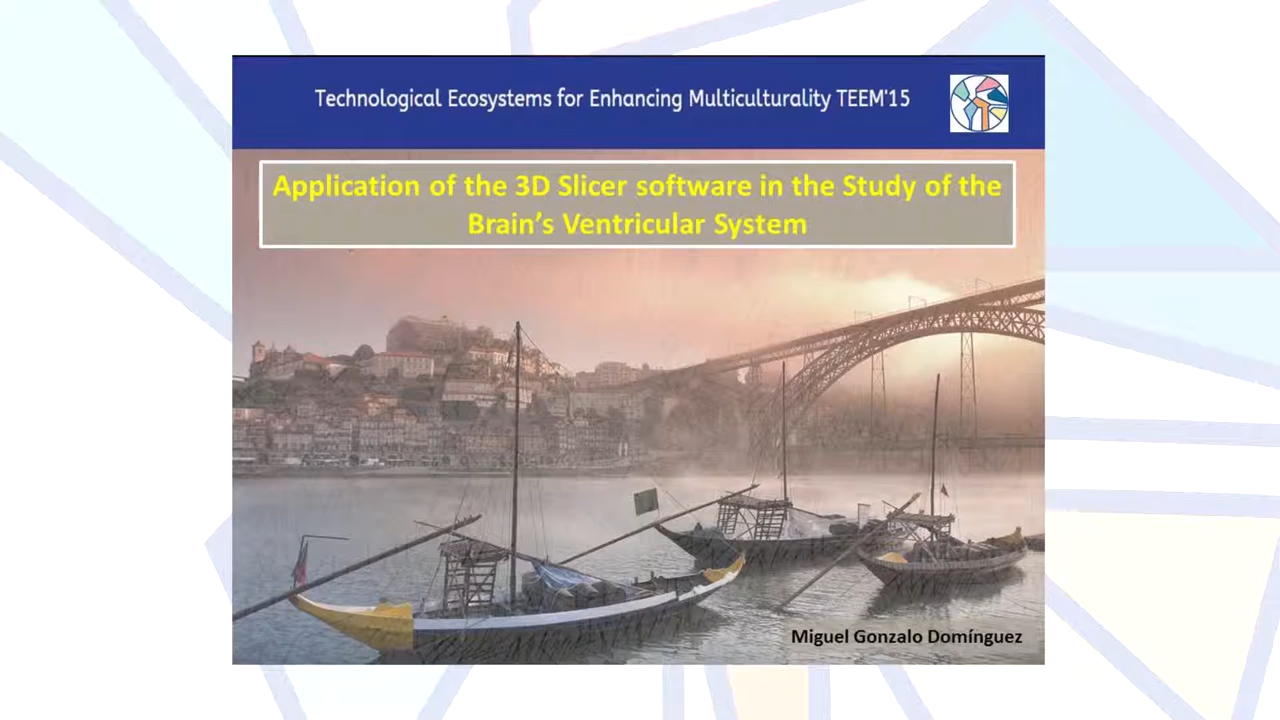 Technological Ecosystems for Enhancing Multiculturality TEEM'15
Application of the 3D Slicer software in the Study of the
Brain's Ventricular System
Miguel Gonzalo Domínguez